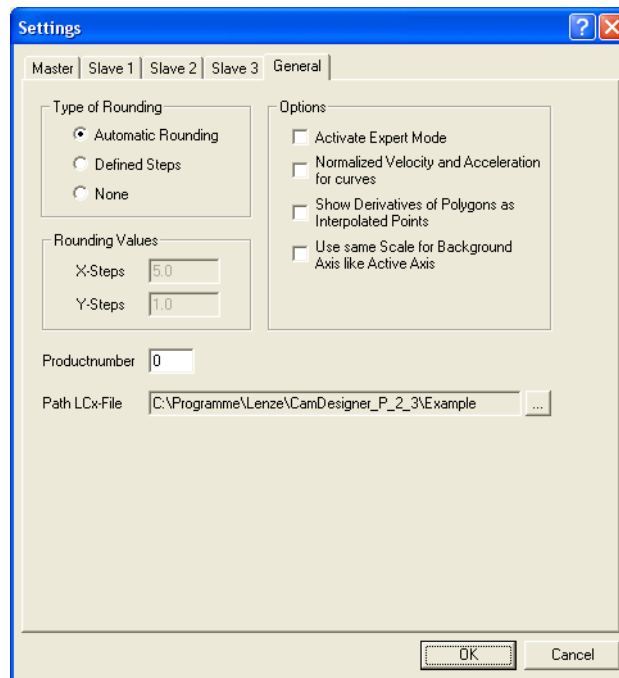 Settings
Master Slave 1 Slave 2 Slave 3 General
Type of Rounding
Automatic Rounding
Defined Steps
None
Rounding Values
X-Steps 5.0
Y-Steps 1.0
Options
Activate Expert Mode
Normalized Velocity and Acceleration
for curves
Show Derivatives of Polygons as
Interpolated Points
Use same Scale for Background
Axis like Active Axis
Productnumber 0
Path LCx-File C:\Programme\Lenze\CamDesigner_P_2_3\Example ...
OK Cancel